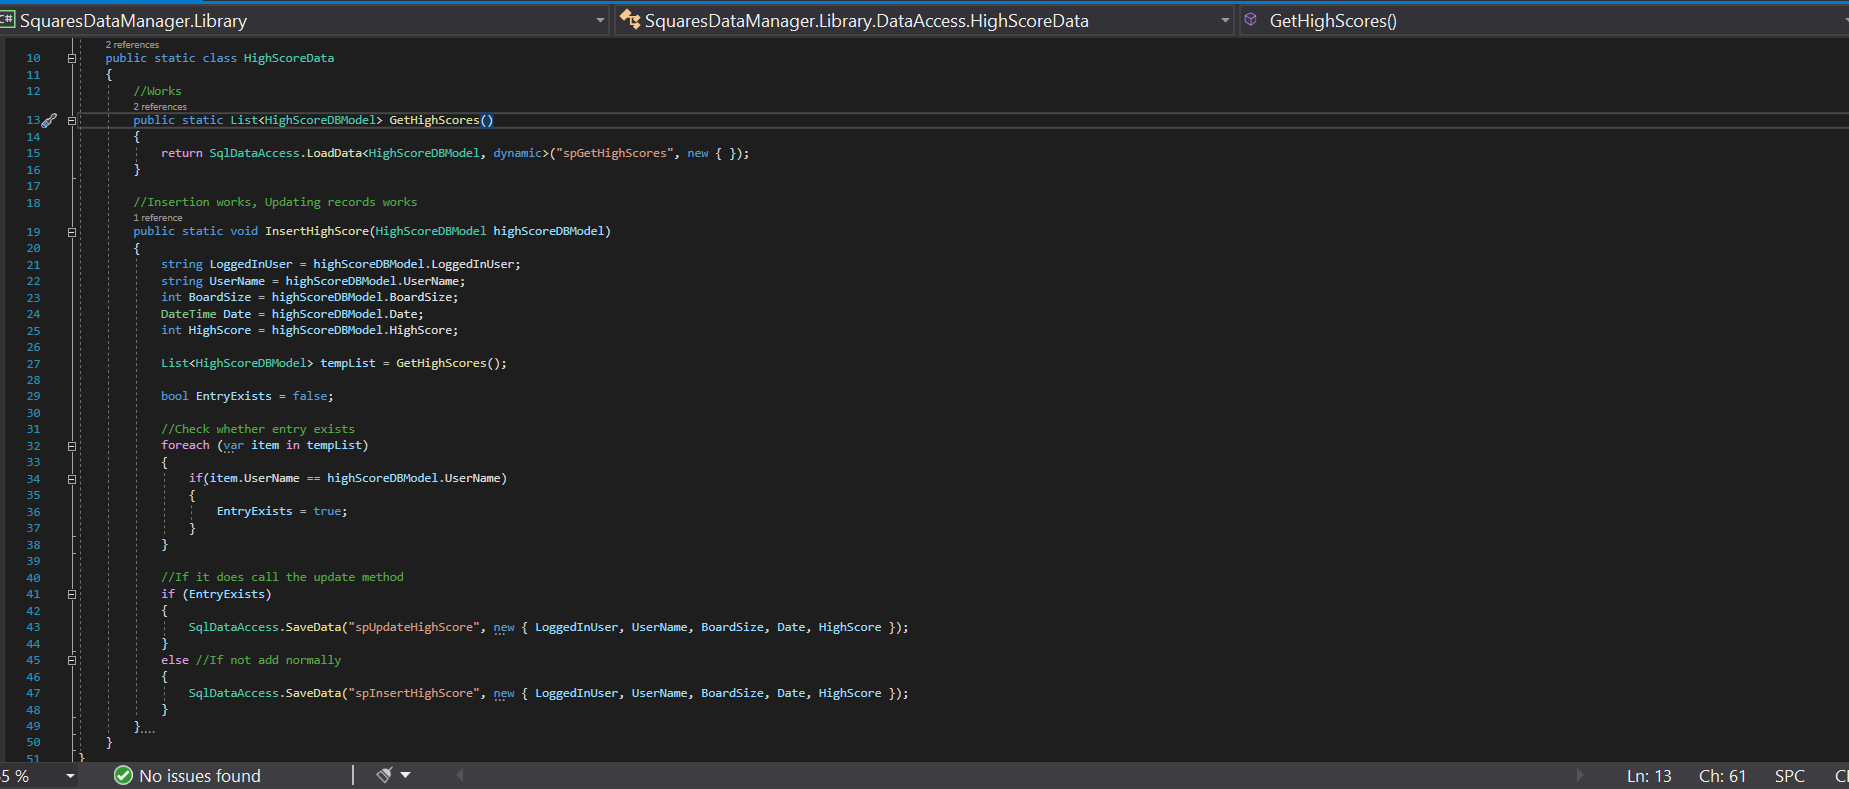 C# SquaresDataManager.Library SquaresDataManager.Library.DataAccess.HighScoreData GetHighScores()
2 references
10 public static class HighScoreData
11 {
12 //Works
2 references
13 public static List<HighScoreDBModel> GetHighScores()
14 {
15 return SqlDataAccess.LoadData<HighScoreDBModel, dynamic>("spGetHighScores", new { });
16 }
17
18 //Insertion works, Updating records works
1 reference
19 public static void InsertHighScore(HighScoreDBModel highScoreDBModel)
20 {
21 string LoggedInUser = highScoreDBModel.LoggedInUser;
22 string UserName = highScoreDBModel.UserName;
23 int BoardSize = highScoreDBModel.BoardSize;
24 DateTime Date = highScoreDBModel.Date;
25 int HighScore = highScoreDBModel.HighScore;
26
27 List<HighScoreDBModel> tempList = GetHighScores();
28
29 bool EntryExists = false;
30
31 //Check whether entry exists
32 foreach (var item in tempList)
33 {
34 if(item.UserName == highScoreDBModel.UserName)
35 {
36 EntryExists = true;
37 }
38 }
39
40 //If it does call the update method
41 if (EntryExists)
42 {
43 SqlDataAccess.SaveData("spUpdateHighScore", new { LoggedInUser, UserName, BoardSize, Date, HighScore });
44 }
45 else //If not add normally
46 {
47 SqlDataAccess.SaveData("spInsertHighScore", new { LoggedInUser, UserName, BoardSize, Date, HighScore });
48 }
49 }
50 }
51 }
5 % No issues found Ln: 13 Ch: 61 SPC